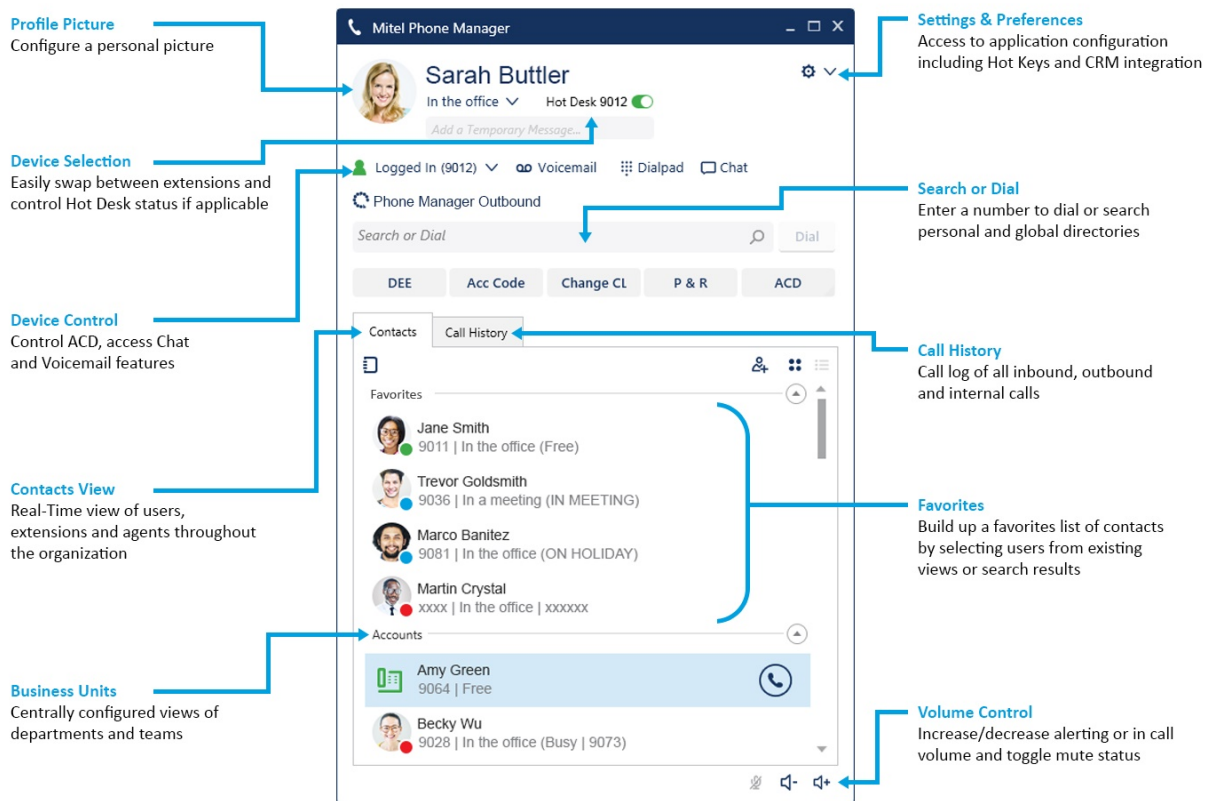 Profile Picture
Configure a personal picture
Device Selection
Easily swap between extensions and
control Hot Desk status if applicable
Device Control
Control ACD, access Chat
and Voicemail features
Contacts View
Real-Time view of users,
extensions and agents throughout
the organization
Business Units
Centrally configured views of
departments and teams
Mitel Phone Manager
Sarah Buttler
In the office Hot Desk 9012
Add a Temporary Message...
Logged In (9012) Voicemail Dialpad Chat
Phone Manager Outbound
Search or Dial Dial
DEE Acc Code Change CL P & R ACD
Contacts Call History
Favorites
Jane Smith
9011 | In the office (Free)
Trevor Goldsmith
9036 | In a meeting (IN MEETING)
Marco Banitez
9081 | In the office (ON HOLIDAY)
Martin Crystal
xxxx | In the office | xxxxxx
Accounts
Amy Green
9064 | Free
Becky Wu
9028 | In the office (Busy | 9073)
Settings & Preferences
Access to application configuration
including Hot Keys and CRM integration
Search or Dial
Enter a number to dial or search
personal and global directories
Call History
Call log of all inbound, outbound
and internal calls
Favorites
Build up a favorites list of contacts
by selecting users from existing
views or search results
Volume Control
Increase/decrease alerting or in call
volume and toggle mute status